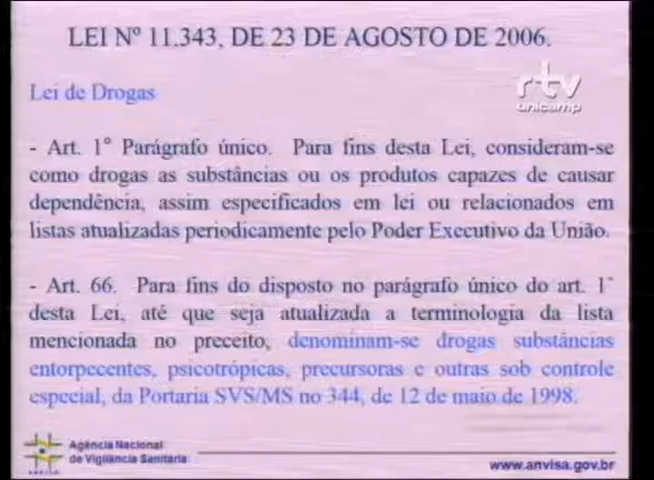 LEI Nº 11.343, DE 23 DE AGOSTO DE 2006.
Lei de Drogas
rtv
unicamp
- Art. 1° Parágrafo único. Para fins desta Lei, consideram-se
como drogas as substâncias ou os produtos capazes de causar
dependência, assim especificados em lei ou relacionados em
listas atualizadas periodicamente pelo Poder Executivo da União.
- Art. 66. Para fins do disposto no parágrafo único do art. 1°
desta Lei, até que seja atualizada a terminologia da lista
mencionada no preceito, denominam-se drogas substâncias
entorpecentes, psicotrópicas, precursoras e outras sob controle
especial, da Portaria SVS/MS no 344, de 12 de maio de 1998.
Agência Nacional
de Vigilância Sanitária
ANVISA
www.anvisa.gov.br